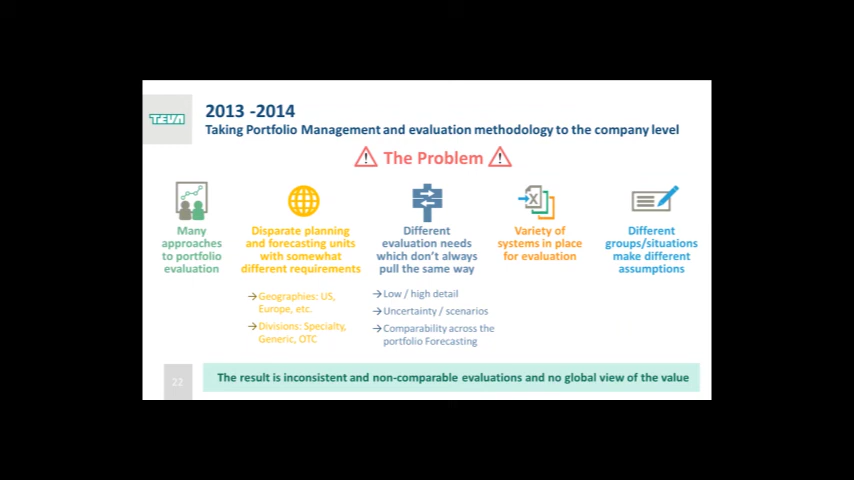 TEVA
2013 -2014
Taking Portfolio Management and evaluation methodology to the company level
The Problem
Many
approaches
to portfolio
evaluation
Disparate planning
and forecasting units
with somewhat
different requirements
→Geographies: US,
Europe, etc.
→Divisions: Specialty,
Generic, OTC
Different
evaluation needs
which don't always
pull the same way
→Low / high detail
→Uncertainty / scenarios
→Comparability across the
portfolio Forecasting
Variety of
systems in place
for evaluation
Different
groups/situations
make different
assumptions
22
The result is inconsistent and non-comparable evaluations and no global view of the value